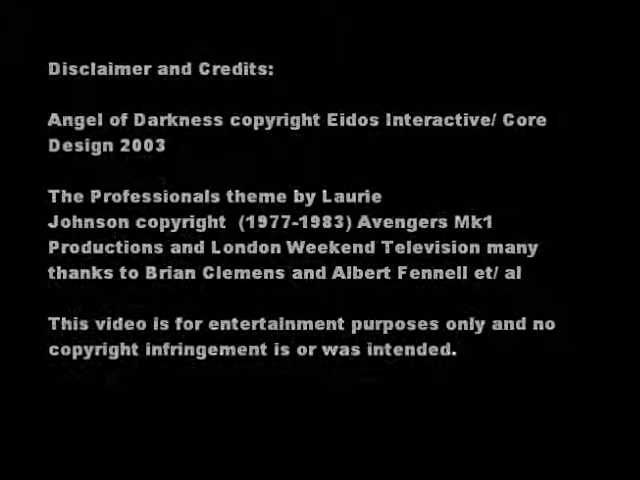 Disclaimer and Credits:
Angel of Darkness copyright Eidos Interactive/ Core
Design 2003
The Professionals theme by Laurie
Johnson copyright  (1977-1983) Avengers Mk1
Productions and London Weekend Television many
thanks to Brian Clemens and Albert Fennell et/ al
This video is for entertainment purposes only and no
copyright infringement is or was intended.